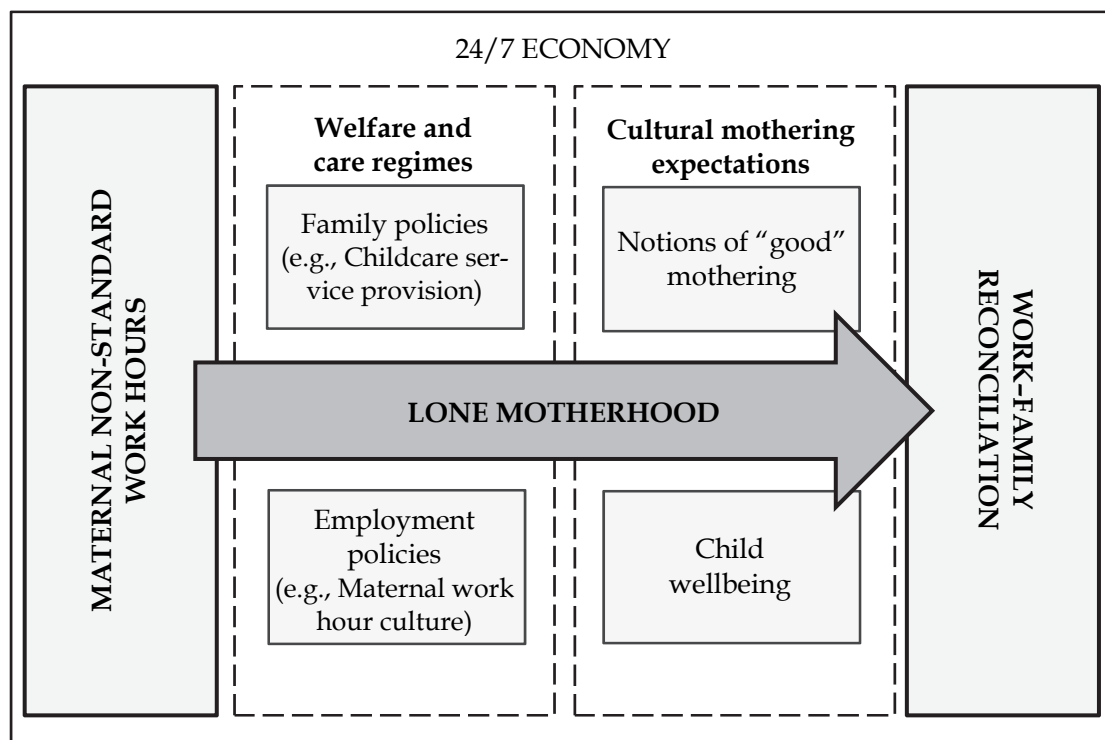 24/7 ECONOMY
MATERNAL NON-STANDARD
WORK HOURS
Welfare and
care regimes
Family policies
(e.g., Childcare ser-
vice provision)
Cultural mothering
expectations
Notions of “good”
mothering
LONE MOTHERHOOD
Employment
policies
(e.g., Maternal work
hour culture)
Child
wellbeing
WORK–FAMILY
RECONCILIATION